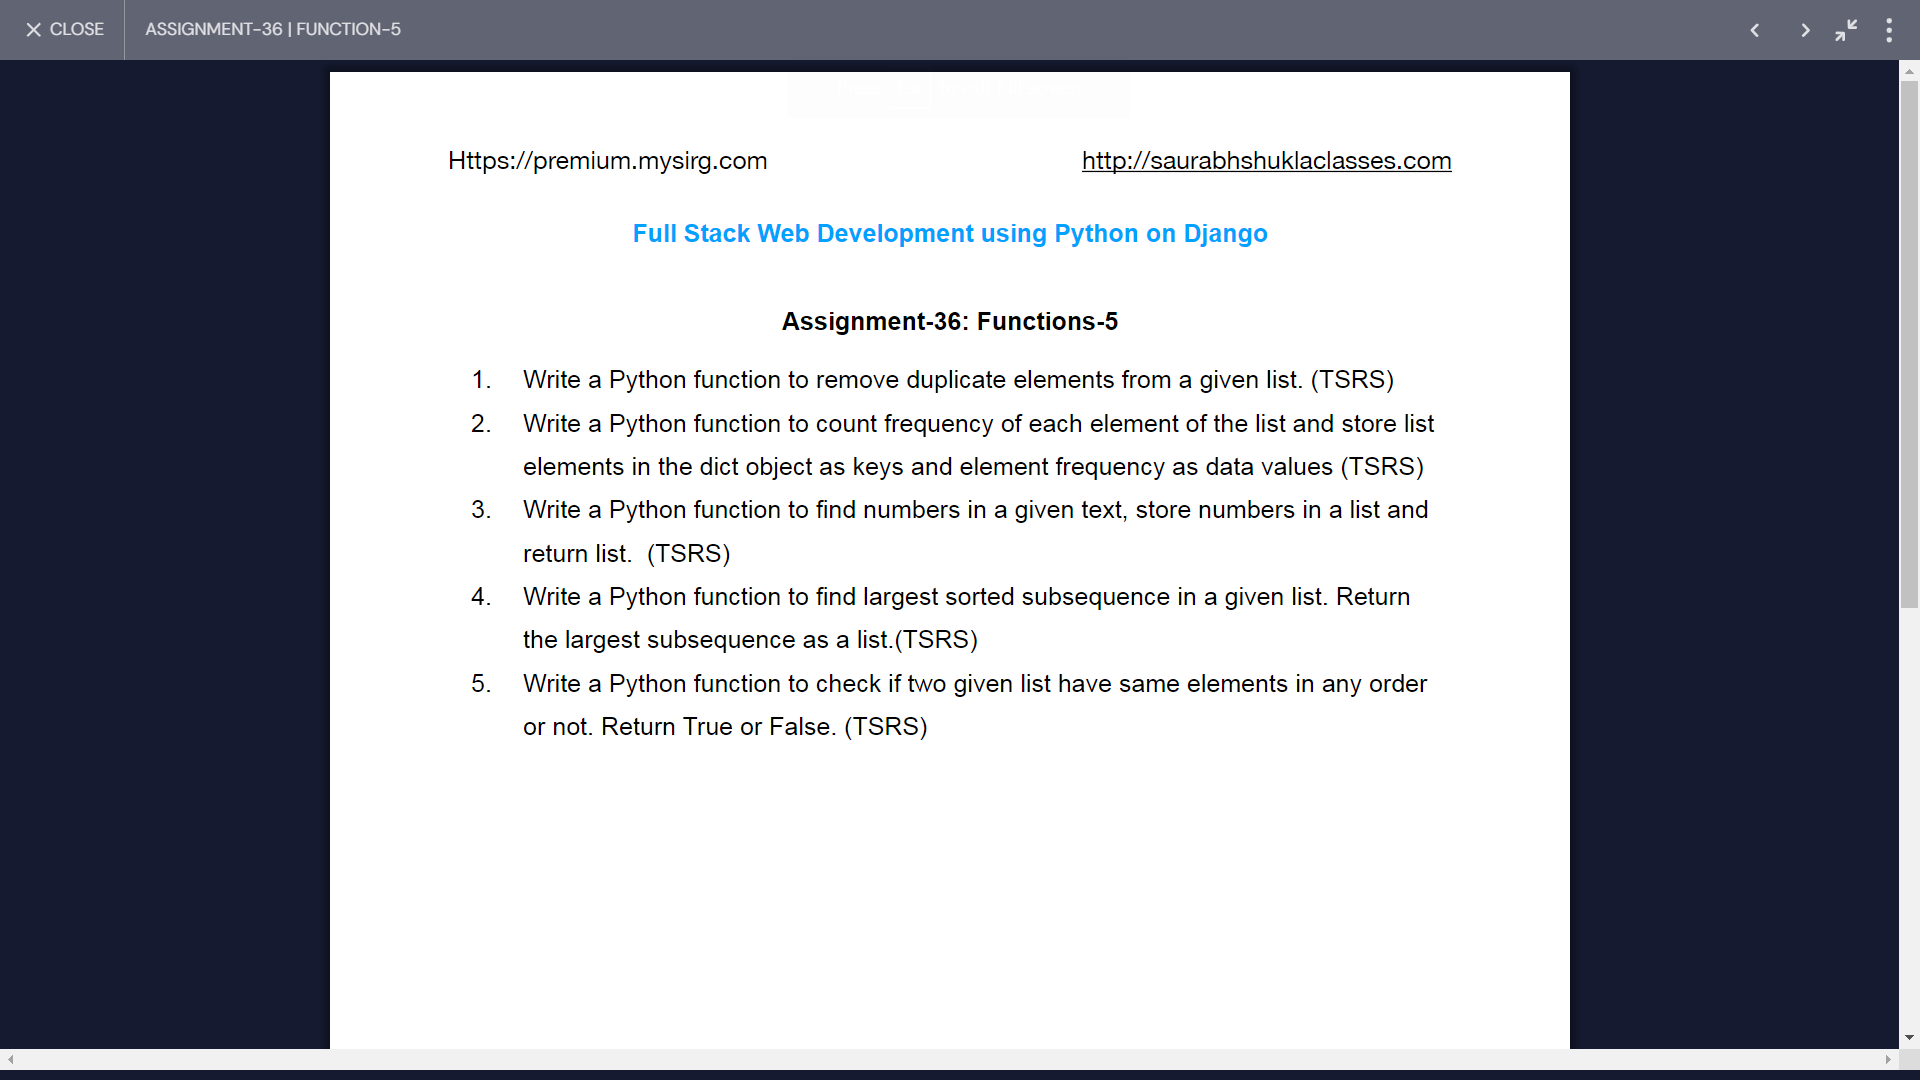 CLOSE
ASSIGNMENT-36 | FUNCTION-5
Https://premium.mysirg.com
http://saurabhshuklaclasses.com
Full Stack Web Development using Python on Django
Assignment-36: Functions-5
1. Write a Python function to remove duplicate elements from a given list. (TSRS)
2. Write a Python function to count frequency of each element of the list and store list
elements in the dict object as keys and element frequency as data values (TSRS)
3. Write a Python function to find numbers in a given text, store numbers in a list and
return list.  (TSRS)
4. Write a Python function to find largest sorted subsequence in a given list. Return
the largest subsequence as a list.(TSRS)
5. Write a Python function to check if two given list have same elements in any order
or not. Return True or False. (TSRS)